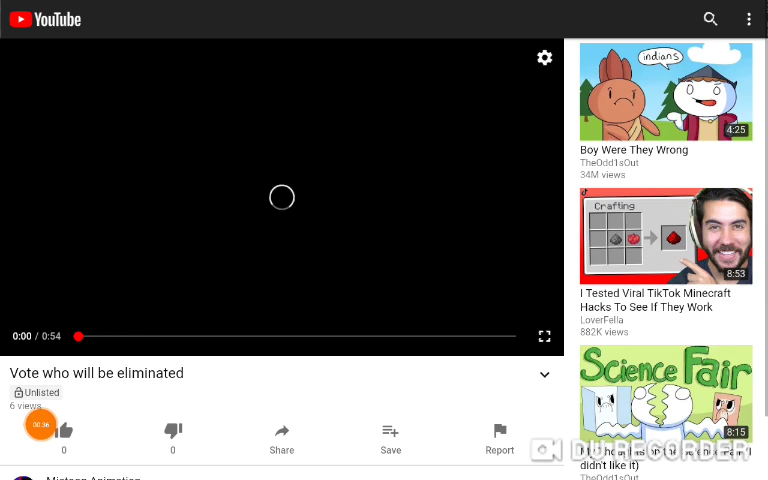 YouTube
indians
4:25
Boy Were They Wrong
TheOdd1sOut
34M views
Crafting
8:53
I Tested Viral TikTok Minecraft
Hacks To See If They Work
LoverFella
882K views
Science Fair
8:15
didn't like it)
TheOdd1sOut
0:00 / 0:54
Vote who will be eliminated
Unlisted
6 views
00:36
0
0
Share
Save
Report
DU RECORDER
Animation